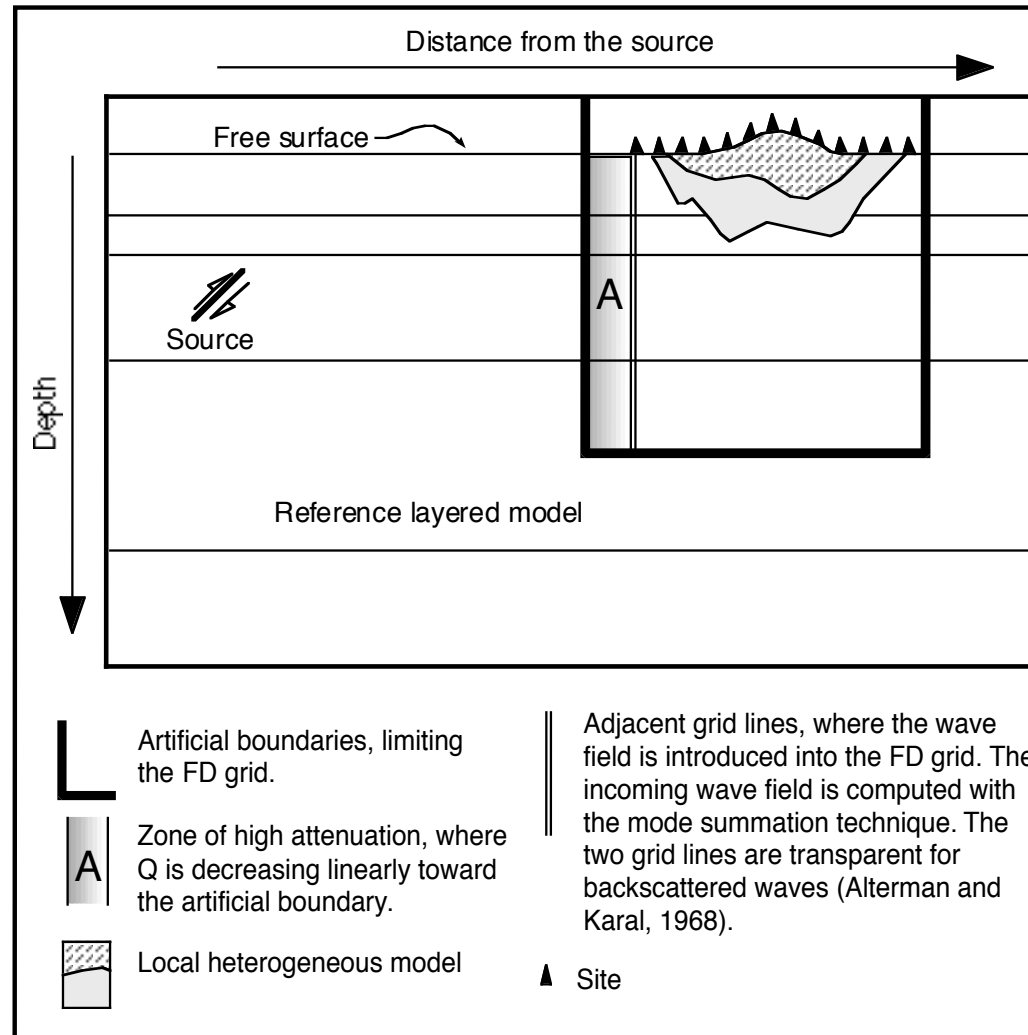 Distance from the source
Free surface
Depth
A
Source
Reference layered model
Artificial boundaries, limiting
the FD grid.
A
Zone of high attenuation, where
Q is decreasing linearly toward
the artificial boundary.
Local heterogeneous model
Adjacent grid lines, where the wave
field is introduced into the FD grid. The
incoming wave field is computed with
the mode summation technique. The
two grid lines are transparent for
backscattered waves (Alterman and
Karal, 1968).
Site